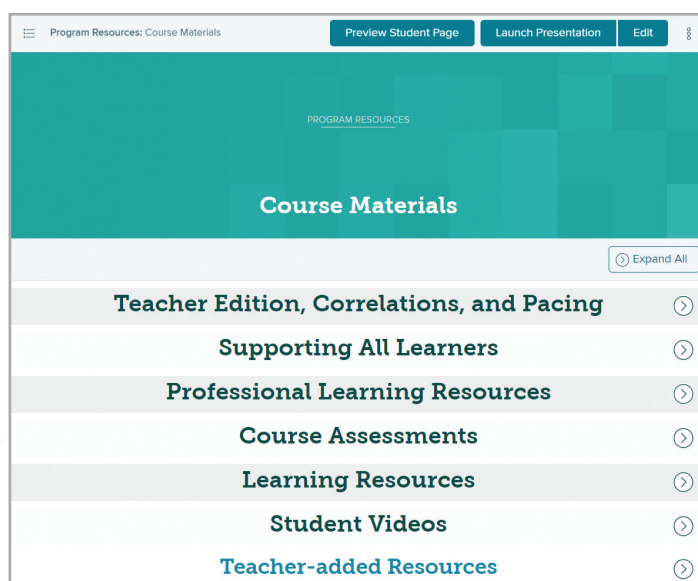 Program Resources: Course Materials
Preview Student Page
Launch Presentation
Edit
PROGRAM RESOURCES
Course Materials
Expand All
Teacher Edition, Correlations, and Pacing
Supporting All Learners
Professional Learning Resources
Course Assessments
Learning Resources
Student Videos
Teacher-added Resources